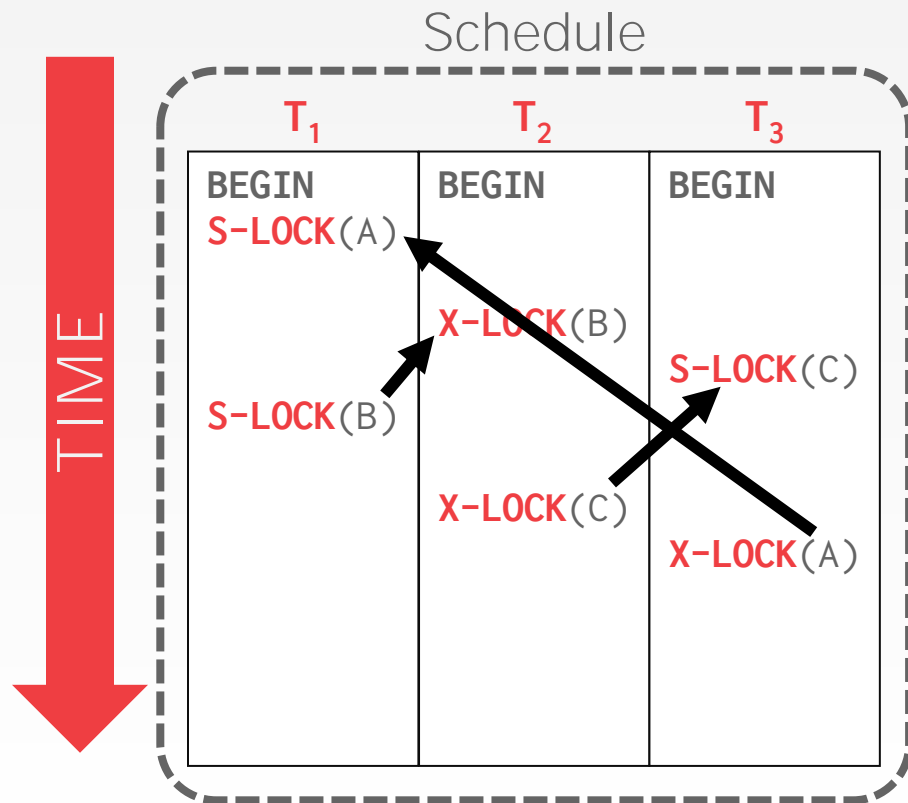 Schedule
TIME
T1 T2 T3
BEGIN BEGIN BEGIN
S-LOCK(A)
X-LOCK(B)
S-LOCK(C)
S-LOCK(B)
X-LOCK(C)
X-LOCK(A)